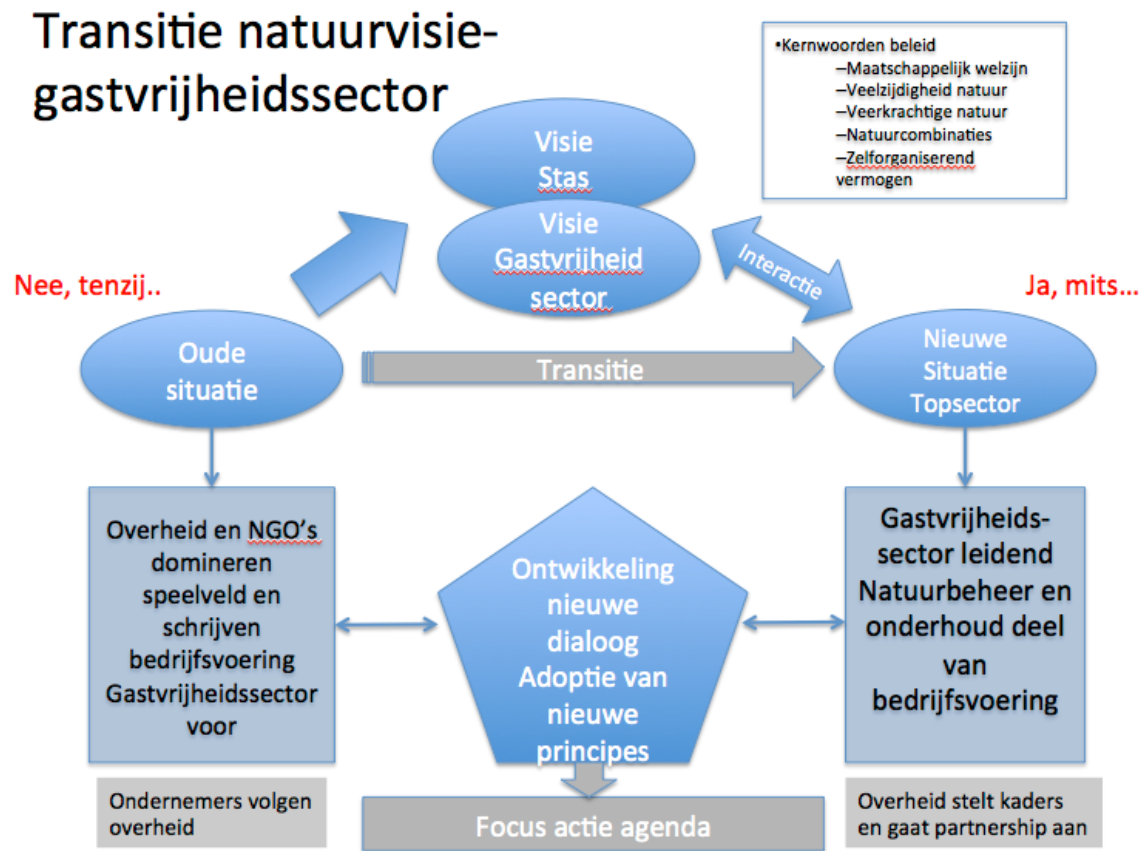 Transitie natuurvisie-
gastvrijheidssector
•Kernwoorden beleid
–Maatschappelijk welzijn
–Veelzijdigheid natuur
–Veerkrachtige natuur
–Natuurcombinaties
–Zelforganiserend
vermogen
Visie
Stas
Visie
Gastvrijheid
sector
Interactie
Nee, tenzij..
Ja, mits...
Oude
situatie
Transitie
Nieuwe
Situatie
Topsector
Overheid en NGO's
domineren
speelveld en
schrijven
bedrijfsvoering
Gastvrijheidssector
voor
Ontwikkeling
nieuwe
dialoog
Adoptie van
nieuwe
principes
Gastvrijheids-
sector leidend
Natuurbeheer en
onderhoud deel
van
bedrijfsvoering
Ondernemers volgen
overheid
Focus actie agenda
Overheid stelt kaders
en gaat partnership aan